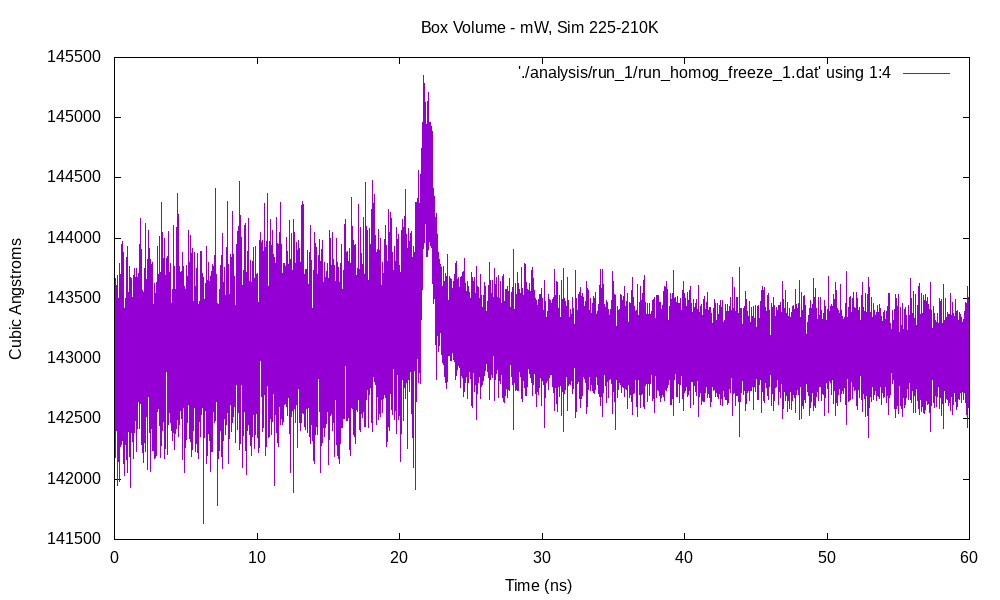 Box Volume - mW, Sim 225-210K
'./analysis/run_1/run_homog_freeze_1.dat' using 1:4
145500
145000
144500
144000
143500
143000
142500
142000
141500
Cubic Angstroms
0 10 20 30 40 50 60
Time (ns)